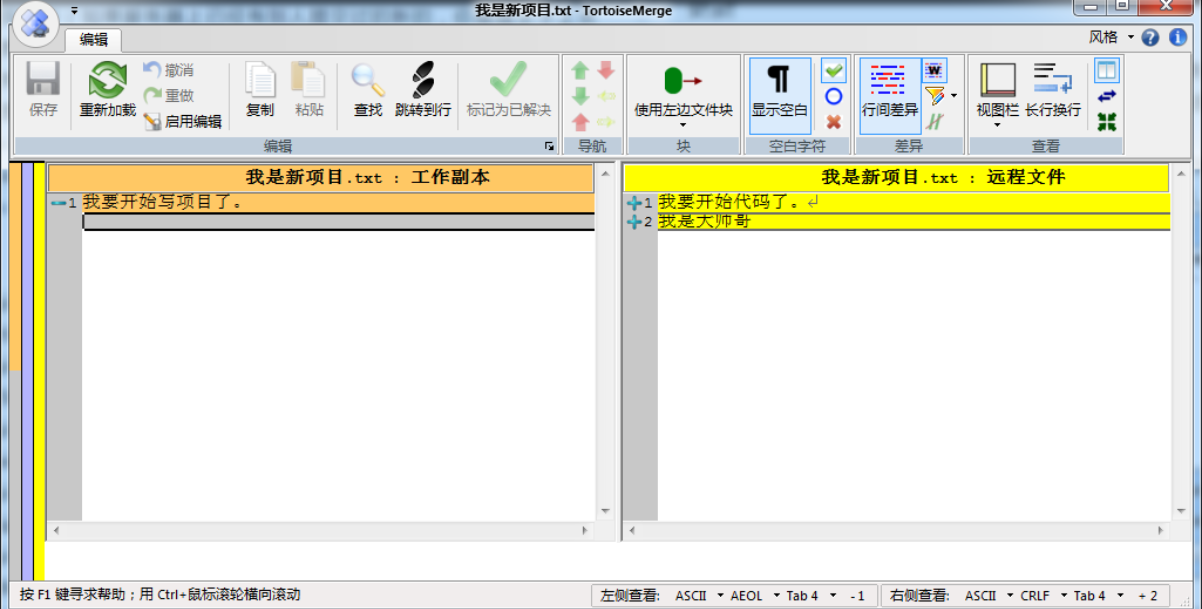 我是新项目.txt - TortoiseMerge
编辑
风格
保存
重新加载
撤消
重做
启用编辑
复制
粘贴
查找
跳转到行
标记为已解决
使用左边文件块
显示空白
行间差异
视图栏
长行换行
编辑
导航
块
空白字符
差异
查看
我是新项目.txt : 工作副本
1 我要开始写项目了。
我是新项目.txt : 远程文件
1 我要开始代码了。
2 我是大帅哥
按 F1 键寻求帮助；用 Ctrl+鼠标滚轮横向滚动
左侧查看: ASCII AEOL Tab 4 - 1
右侧查看: ASCII CRLF Tab 4 + 2